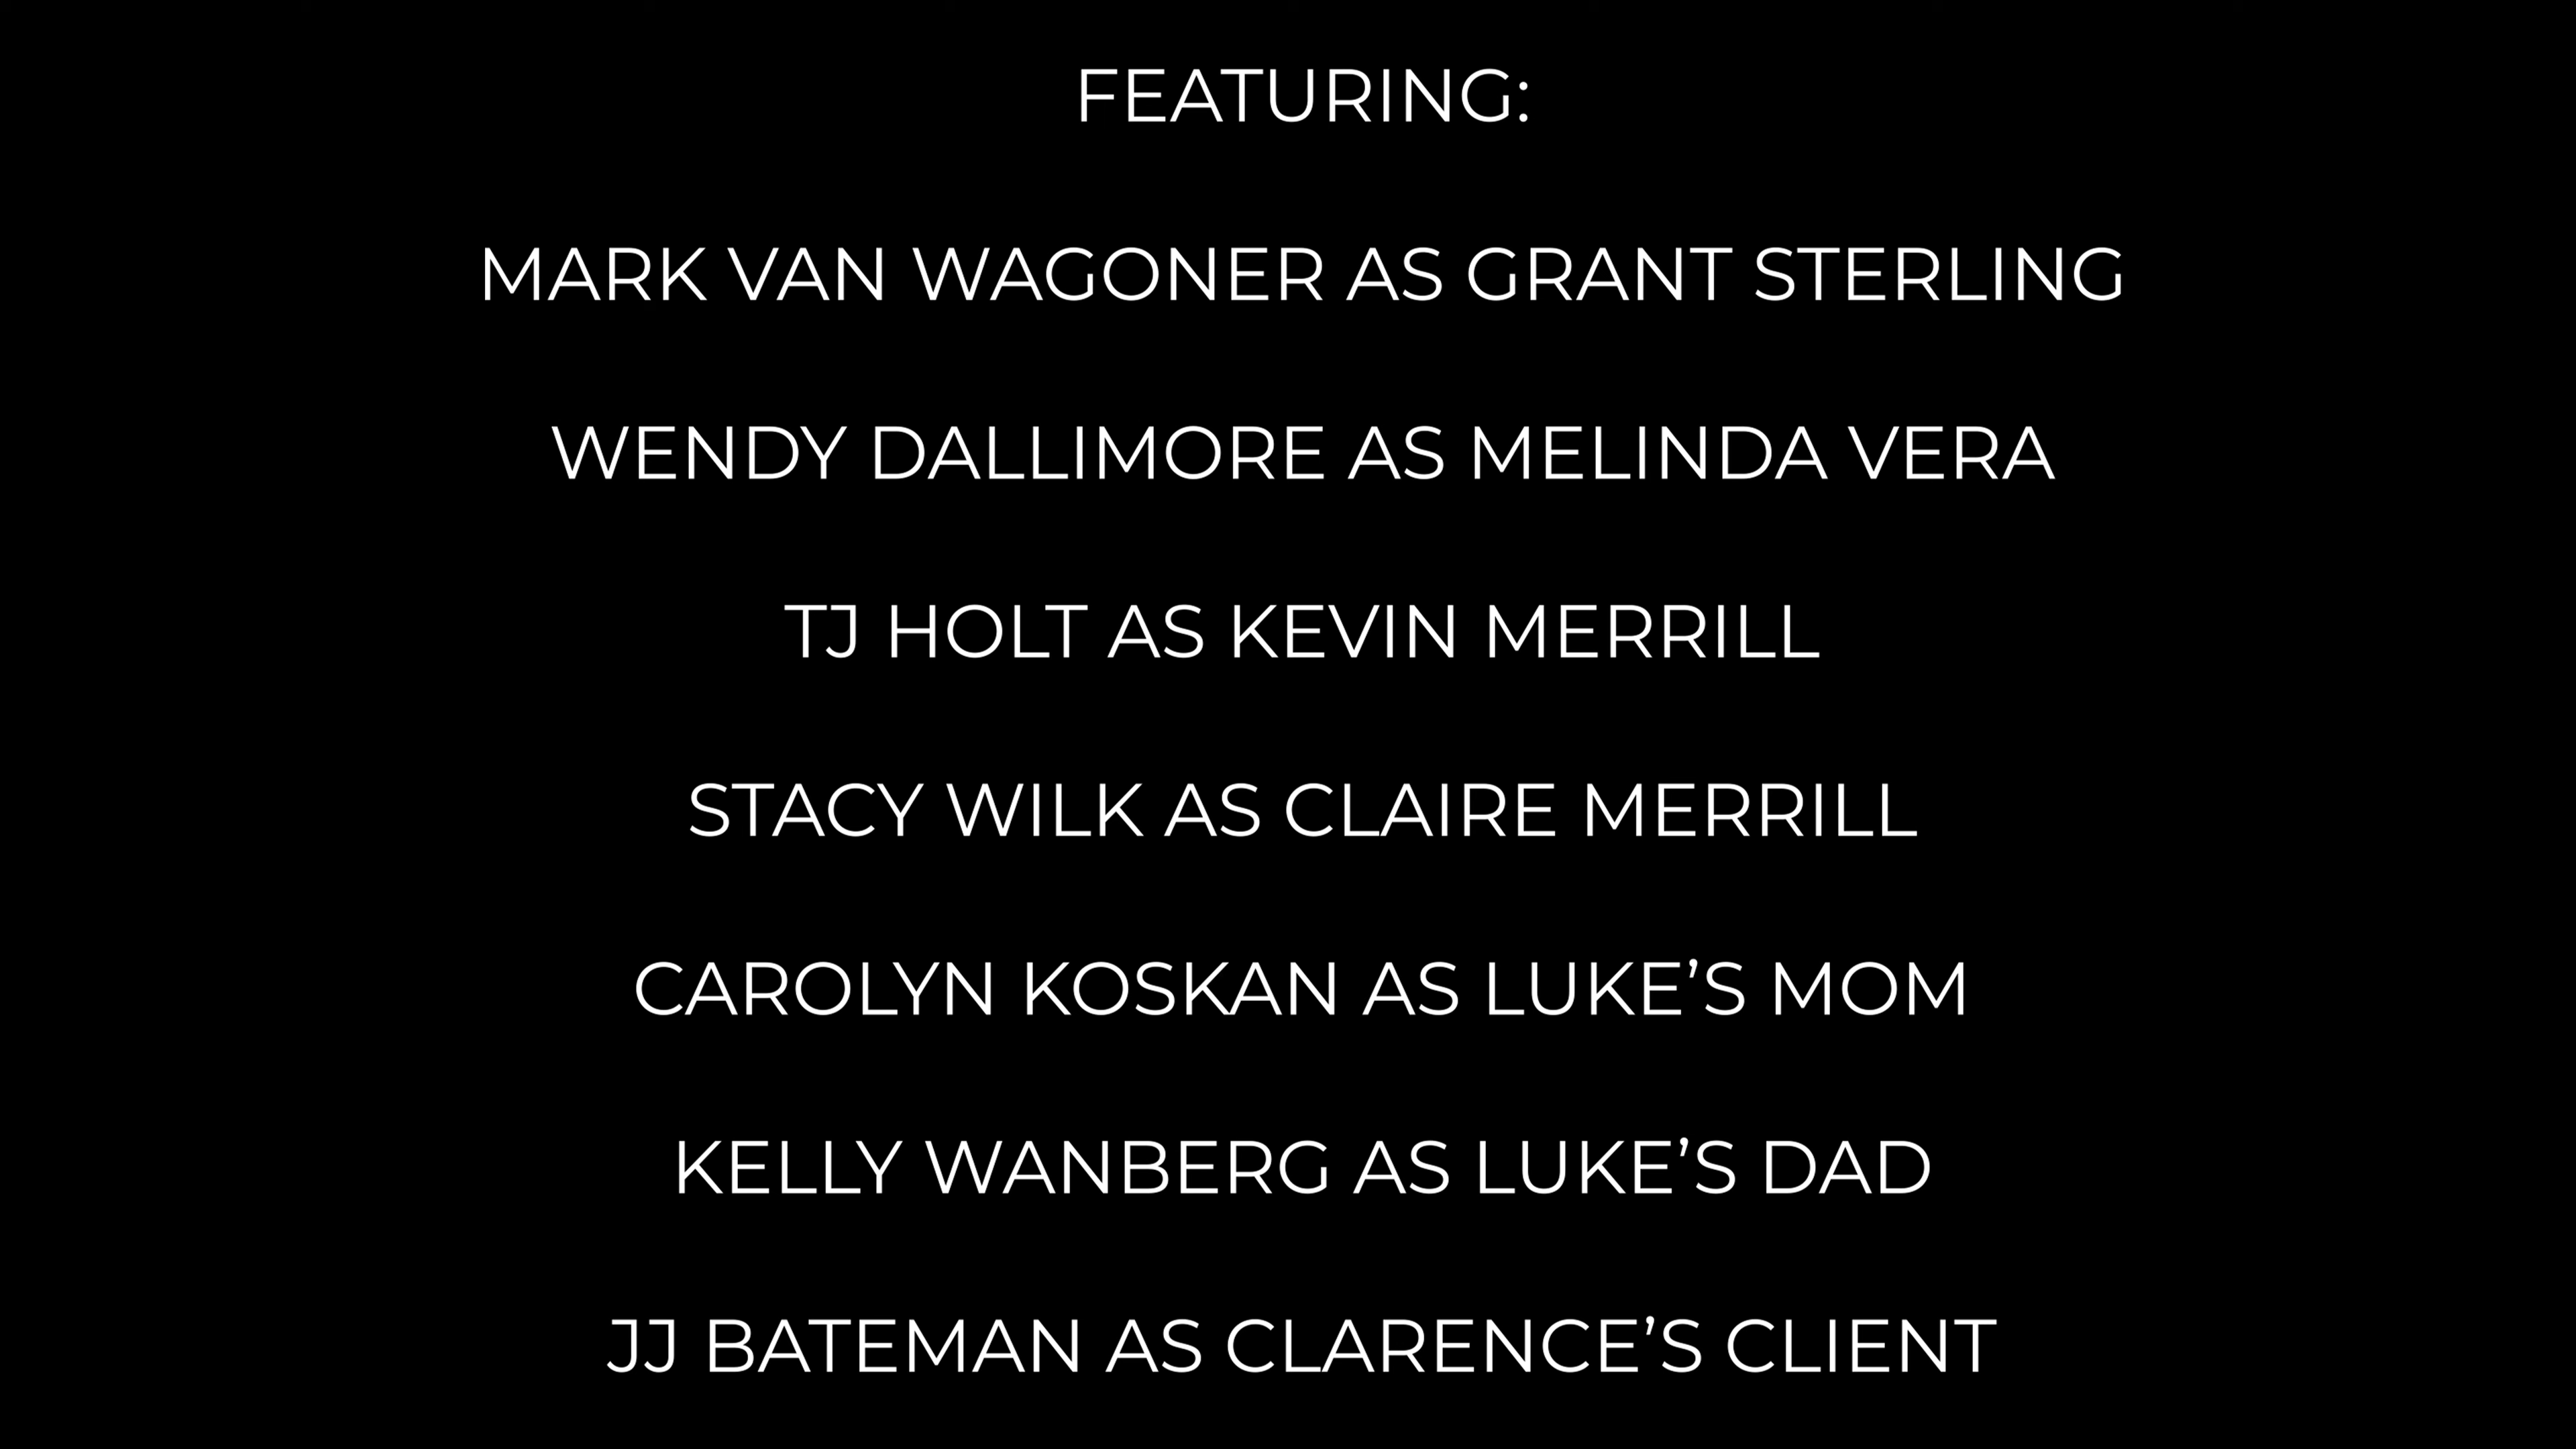 FEATURING:
MARK VAN WAGONER AS GRANT STERLING
WENDY DALLIMORE AS MELINDA VERA
TJ HOLT AS KEVIN MERRILL
STACY WILK AS CLAIRE MERRILL
CAROLYN KOSKAN AS LUKE’S MOM
KELLY WANBERG AS LUKE’S DAD
JJ BATEMAN AS CLARENCE’S CLIENT